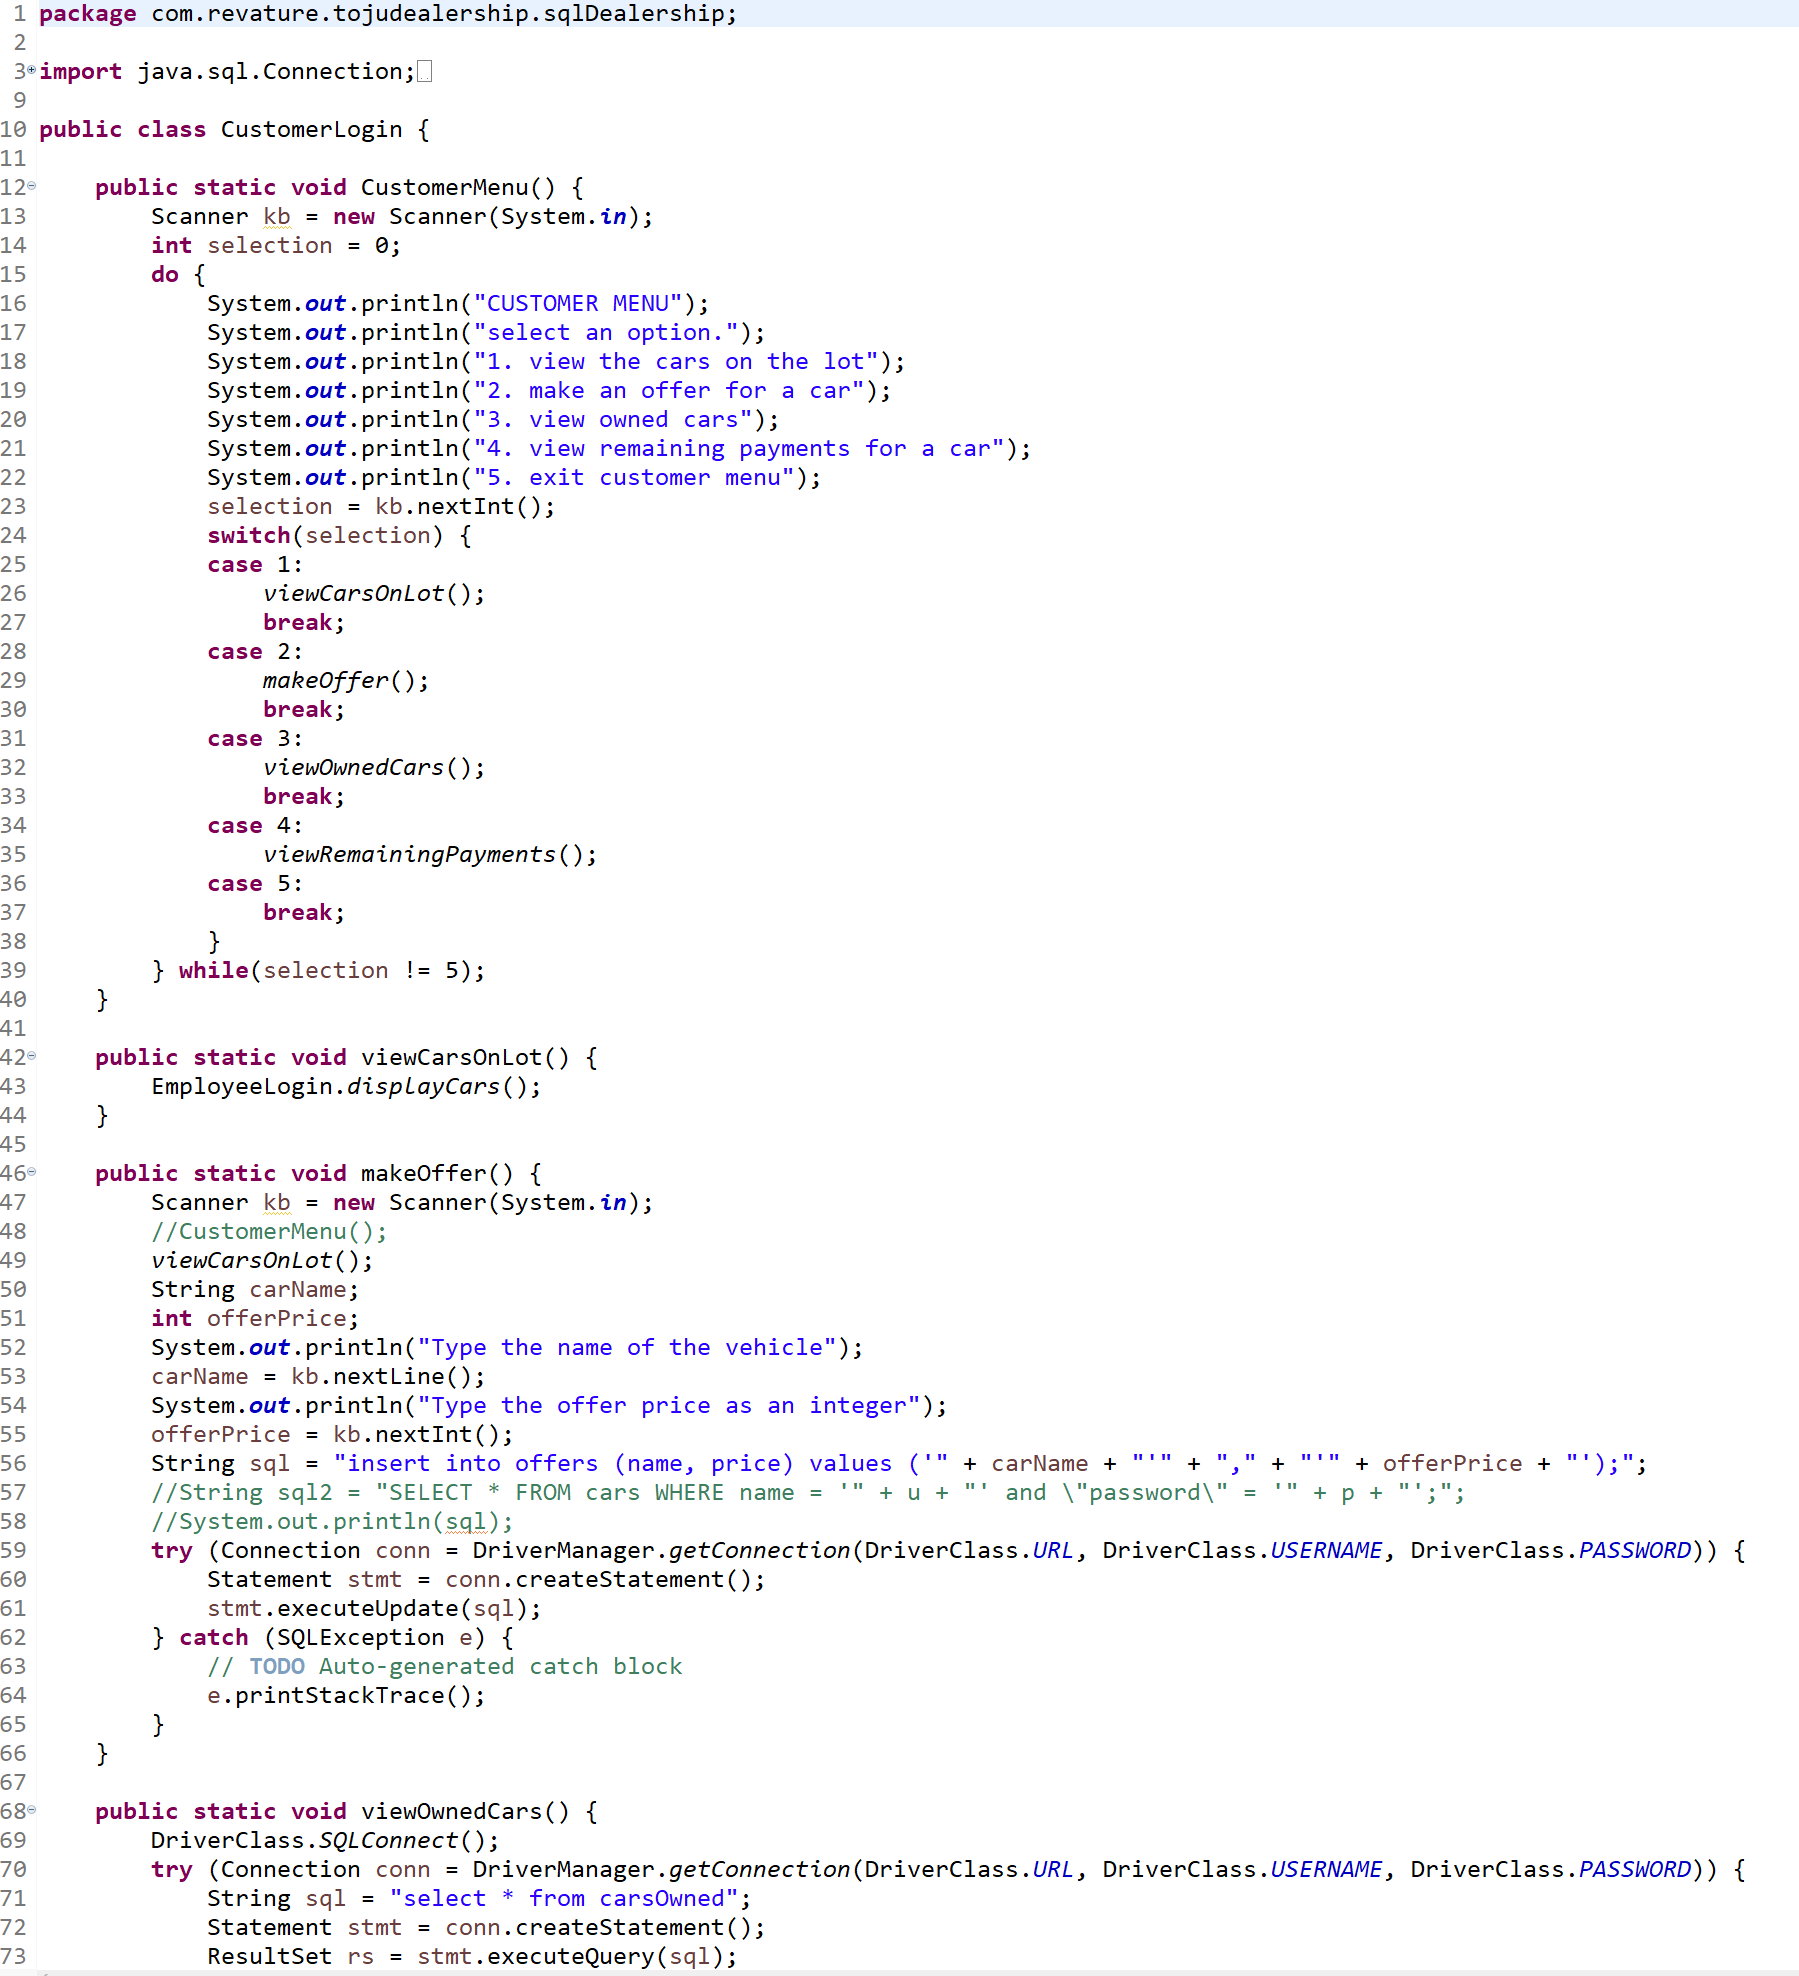 1 package com.revature.tojudealership.sqlDealership;
2
3 import java.sql.Connection;
9
10 public class CustomerLogin {
11
12     public static void CustomerMenu() {
13         Scanner kb = new Scanner(System.in);
14         int selection = 0;
15         do {
16             System.out.println("CUSTOMER MENU");
17             System.out.println("select an option.");
18             System.out.println("1. view the cars on the lot");
19             System.out.println("2. make an offer for a car");
20             System.out.println("3. view owned cars");
21             System.out.println("4. view remaining payments for a car");
22             System.out.println("5. exit customer menu");
23             selection = kb.nextInt();
24             switch(selection) {
25             case 1:
26                 viewCarsOnLot();
27                 break;
28             case 2:
29                 makeOffer();
30                 break;
31             case 3:
32                 viewOwnedCars();
33                 break;
34             case 4:
35                 viewRemainingPayments();
36             case 5:
37                 break;
38             }
39         } while(selection != 5);
40     }
41
42     public static void viewCarsOnLot() {
43         EmployeeLogin.displayCars();
44     }
45
46     public static void makeOffer() {
47         Scanner kb = new Scanner(System.in);
48         //CustomerMenu();
49         viewCarsOnLot();
50         String carName;
51         int offerPrice;
52         System.out.println("Type the name of the vehicle");
53         carName = kb.nextLine();
54         System.out.println("Type the offer price as an integer");
55         offerPrice = kb.nextInt();
56         String sql = "insert into offers (name, price) values ('" + carName + "'" + "," + "'" + offerPrice + "');";
57         //String sql2 = "SELECT * FROM cars WHERE name = '" + u + "' and \"password\" = '" + p + "';";
58         //System.out.println(sql);
59         try (Connection conn = DriverManager.getConnection(DriverClass.URL, DriverClass.USERNAME, DriverClass.PASSWORD)) {
60             Statement stmt = conn.createStatement();
61             stmt.executeUpdate(sql);
62         } catch (SQLException e) {
63             // TODO Auto-generated catch block
64             e.printStackTrace();
65         }
66     }
67
68     public static void viewOwnedCars() {
69         DriverClass.SQLConnect();
70         try (Connection conn = DriverManager.getConnection(DriverClass.URL, DriverClass.USERNAME, DriverClass.PASSWORD)) {
71             String sql = "select * from carsOwned";
72             Statement stmt = conn.createStatement();
73             ResultSet rs = stmt.executeQuery(sql);